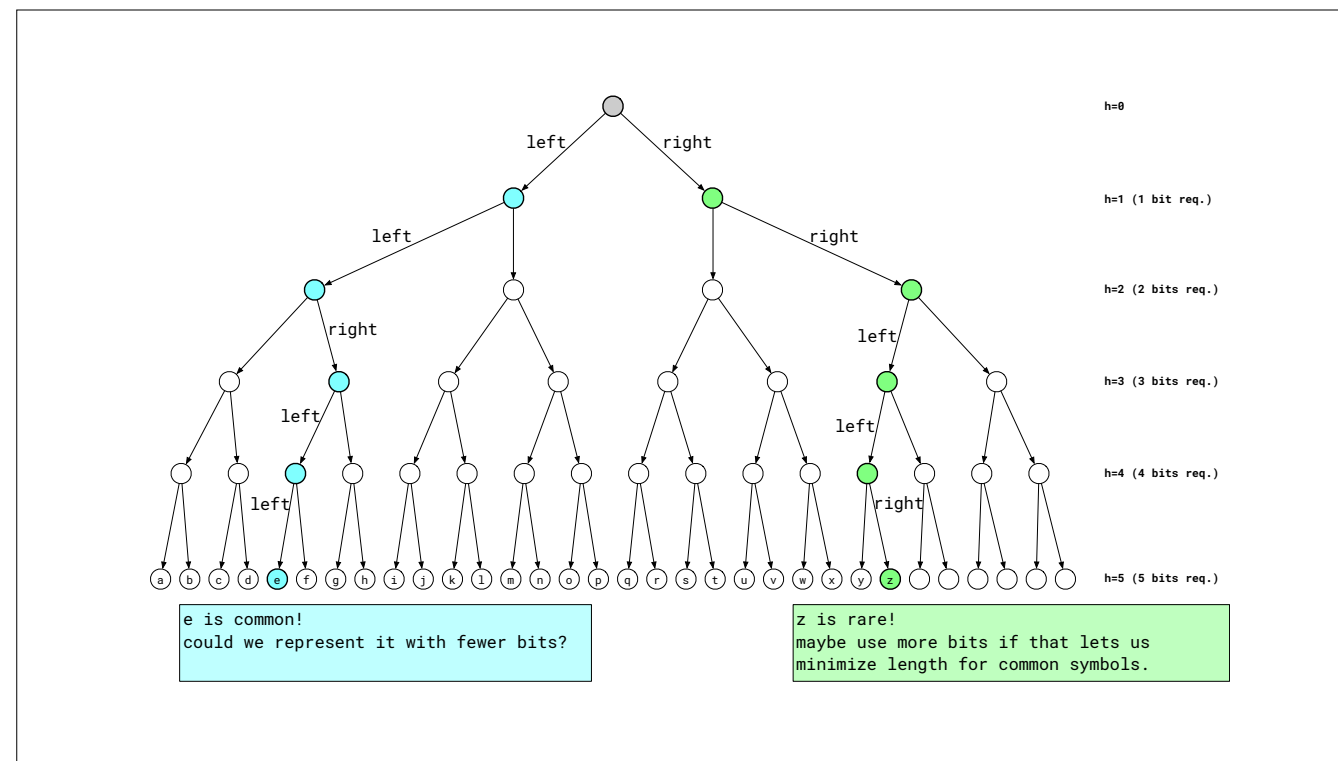 h=0
left
right
h=1 (1 bit req.)
left
right
h=2 (2 bits req.)
right
left
h=3 (3 bits req.)
left
left
h=4 (4 bits req.)
left
right
a b c d e f g h i j k l m n o p q r s t u v w x y z
h=5 (5 bits req.)
e is common!
could we represent it with fewer bits?
z is rare!
maybe use more bits if that lets us
minimize length for common symbols.